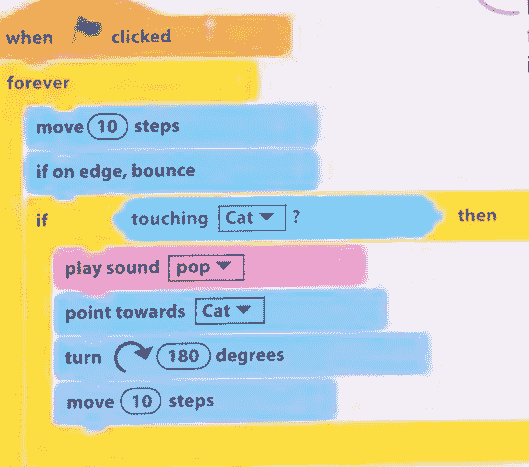 when clicked
forever
move 10 steps
if on edge, bounce
if touching Cat ? then
play sound pop
point towards Cat
turn 180 degrees
move 10 steps